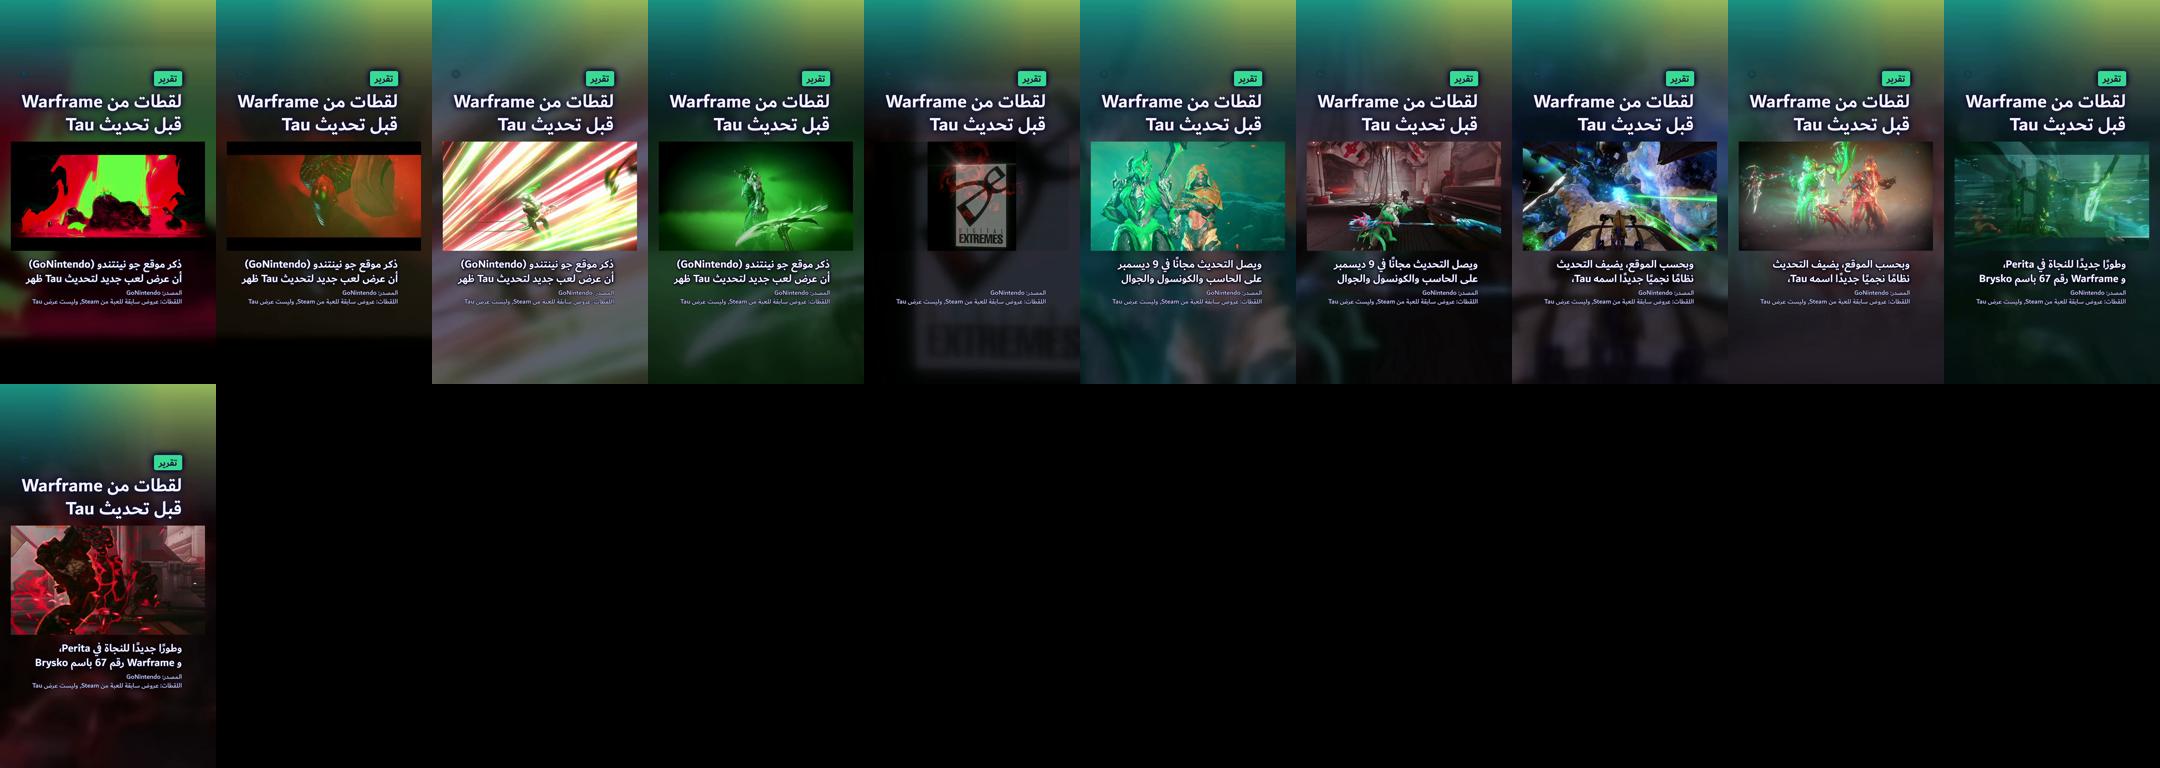 تقرير
لقطات من Warframe
قبل تحديث Tau
ذكر موقع جو نينتندو (GoNintendo)
أن عرض لعب جديد لتحديث Tau ظهر
المصدر: GoNintendo
اللقطات: عروض سابقة للعبة من Steam، وليست عرض Tau
تقرير
لقطات من Warframe
قبل تحديث Tau
ذكر موقع جو نينتندو (GoNintendo)
أن عرض لعب جديد لتحديث Tau ظهر
المصدر: GoNintendo
اللقطات: عروض سابقة للعبة من Steam، وليست عرض Tau
تقرير
لقطات من Warframe
قبل تحديث Tau
ذكر موقع جو نينتندو (GoNintendo)
أن عرض لعب جديد لتحديث Tau ظهر
المصدر: GoNintendo
اللقطات: عروض سابقة للعبة من Steam، وليست عرض Tau
تقرير
لقطات من Warframe
قبل تحديث Tau
ذكر موقع جو نينتندو (GoNintendo)
أن عرض لعب جديد لتحديث Tau ظهر
المصدر: GoNintendo
اللقطات: عروض سابقة للعبة من Steam، وليست عرض Tau
تقرير
لقطات من Warframe
قبل تحديث Tau
DIGITAL
EXTREMES
المصدر: GoNintendo
اللقطات: عروض سابقة للعبة من Steam، وليست عرض Tau
EXTREMES
تقرير
لقطات من Warframe
قبل تحديث Tau
ويصل التحديث مجانًا في 9 ديسمبر
على الحاسب والكونسول والجوال
المصدر: GoNintendo
اللقطات: عروض سابقة للعبة من Steam، وليست عرض Tau
تقرير
لقطات من Warframe
قبل تحديث Tau
ويصل التحديث مجانًا في 9 ديسمبر
على الحاسب والكونسول والجوال
المصدر: GoNintendo
اللقطات: عروض سابقة للعبة من Steam، وليست عرض Tau
تقرير
لقطات من Warframe
قبل تحديث Tau
وبحسب الموقع، يضيف التحديث
نظامًا نجميًا جديدًا اسمه Tau،
المصدر: GoNintendo
اللقطات: عروض سابقة للعبة من Steam، وليست عرض Tau
تقرير
لقطات من Warframe
قبل تحديث Tau
وبحسب الموقع، يضيف التحديث
نظامًا نجميًا جديدًا اسمه Tau،
المصدر: GoNintendo
اللقطات: عروض سابقة للعبة من Steam، وليست عرض Tau
تقرير
لقطات من Warframe
قبل تحديث Tau
وطورًا جديدًا للنجاة في Perita،
و Warframe رقم 67 باسم Brysko
المصدر: GoNintendo
اللقطات: عروض سابقة للعبة من Steam، وليست عرض Tau
تقرير
لقطات من Warframe
قبل تحديث Tau
وطورًا جديدًا للنجاة في Perita،
و Warframe رقم 67 باسم Brysko
المصدر: GoNintendo
اللقطات: عروض سابقة للعبة من Steam، وليست عرض Tau